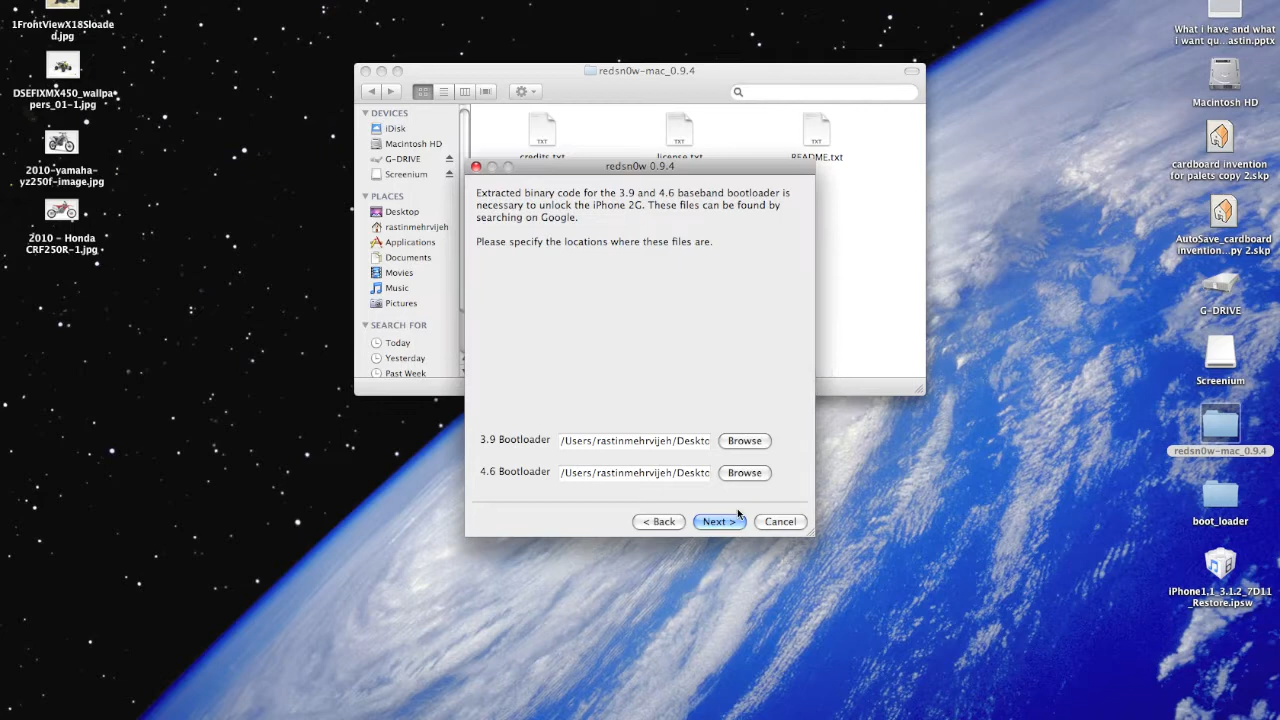 1FrontViewX18Sloade
d.jpg
DSEFIXMX450_wallpa
pers_01-1.jpg
2010-yamaha-
yz250f-image.jpg
2010 - Honda
CRF250R-1.jpg
redsn0w-mac_0.9.4
DEVICES
iDisk
Macintosh HD
G-DRIVE
Screenium
PLACES
Desktop
rastinmehrvijeh
Applications
Documents
Movies
Music
Pictures
SEARCH FOR
Today
Yesterday
Past Week
TXT
TXT
TXT
credits.txt
license.txt
README.txt
redsn0w 0.9.4
Extracted binary code for the 3.9 and 4.6 baseband bootloader is
necessary to unlock the iPhone 2G. These files can be found by
searching on Google.
Please specify the locations where these files are.
3.9 Bootloader /Users/rastinmehrvijeh/Deskto Browse
4.6 Bootloader /Users/rastinmehrvijeh/Deskto Browse
< Back Next > Cancel
What i have and what
i want qu...astin.pptx
Macintosh HD
cardboard invention
for palets copy 2.skp
AutoSave_cardboard
invention...py 2.skp
G-DRIVE
Screenium
redsn0w-mac_0.9.4
boot_loader
iPhone1,1_3.1.2_7D11
_Restore.ipsw